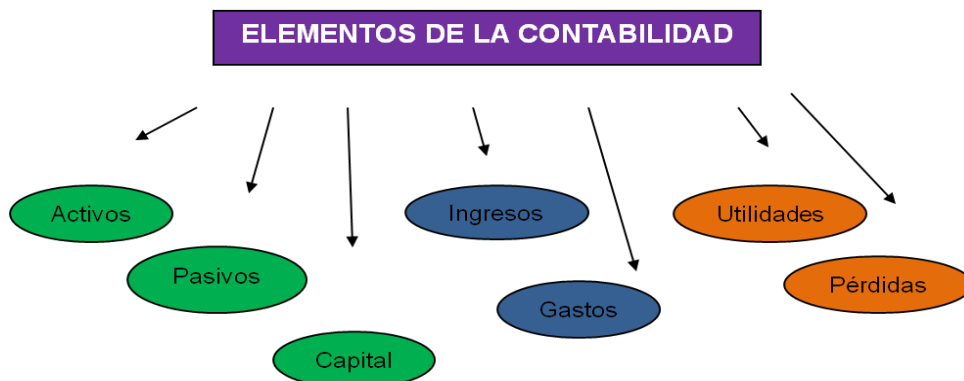 ELEMENTOS DE LA CONTABILIDAD
Activos
Pasivos
Capital
Ingresos
Gastos
Utilidades
Pérdidas